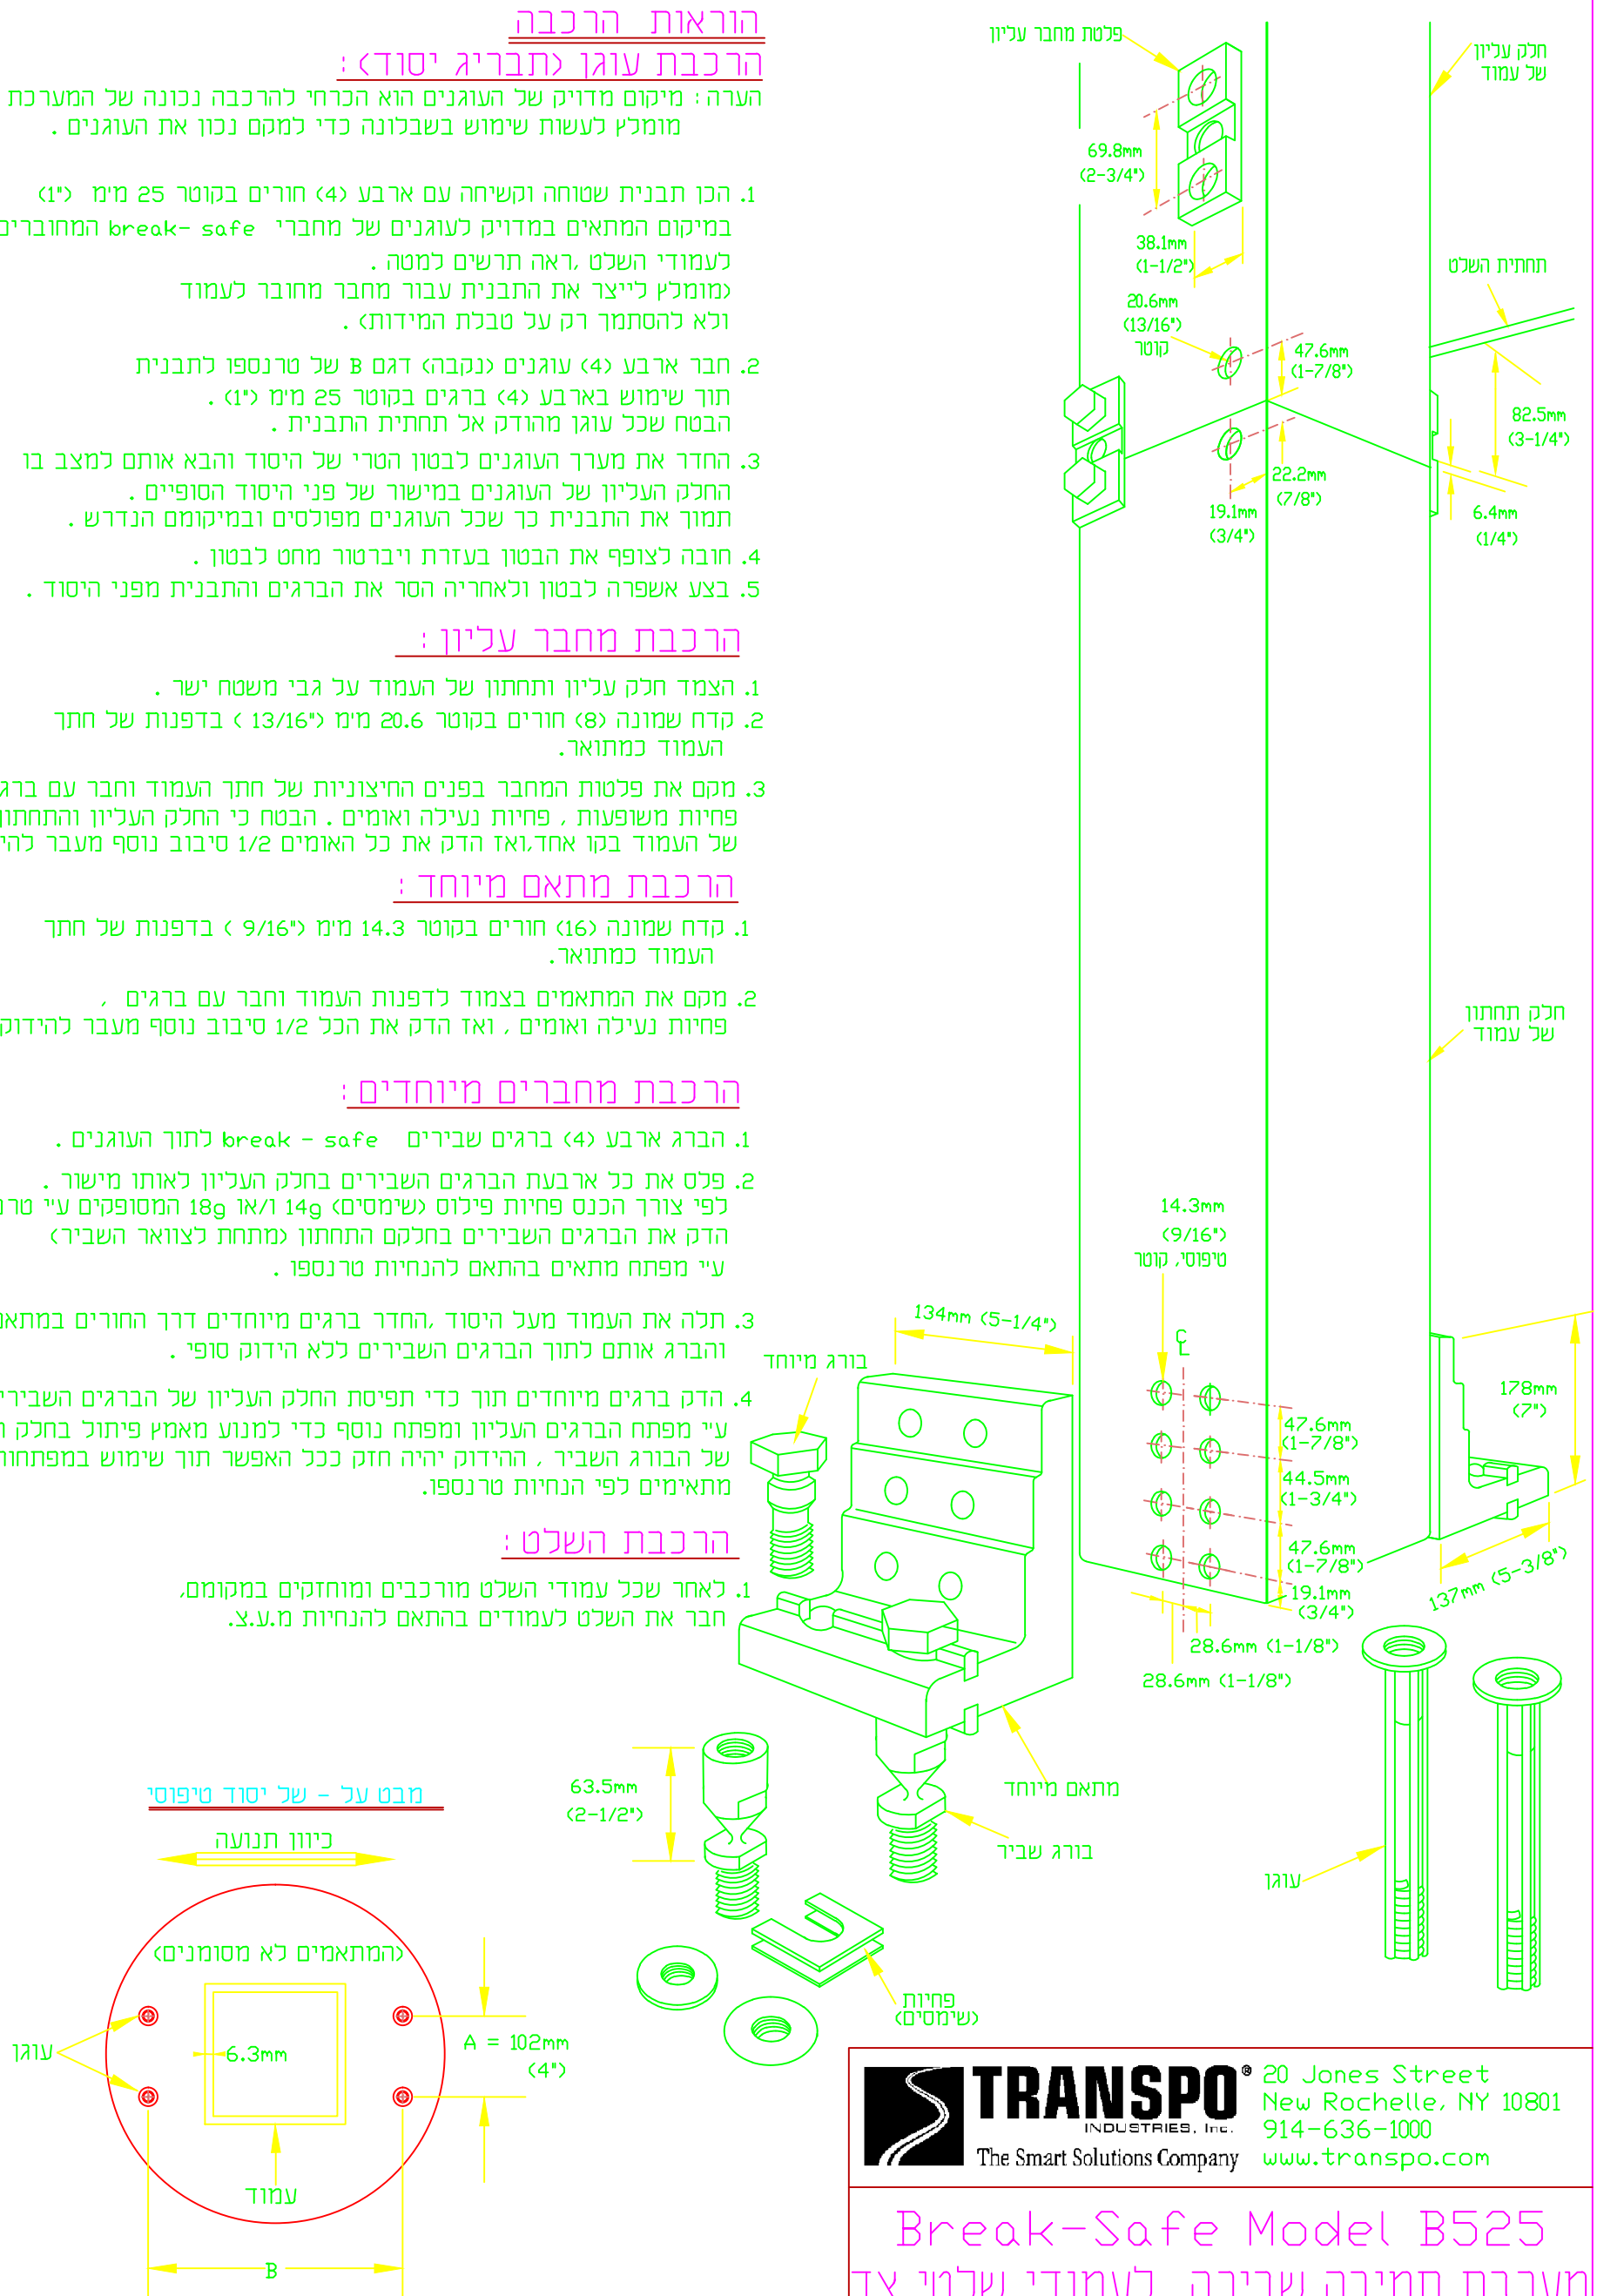 הוראות הרכבה
הרכבת עוגן (תבריג יסוד) :
הערה : מיקום מדויק של העוגנים הוא הכרחי להרכבה נכונה של המערכת
מומלץ לעשות שימוש בשבלונה כדי למקם נכון את העוגנים .
1. הכן תבנית שטוחה וקשיחה עם ארבע (4) חורים בקוטר 25 מ'מ (1")
במיקום המתאים במדויק לעוגנים של מחברי break- safe המחוברים
לעמודי השלט ,ראה תרשים למטה .
(מומלץ לייצר את התבנית עבור מחבר מחובר לעמוד
ולא להסתמך רק על טבלת המידות) .
2. חבר ארבע (4) עוגנים (נקבה) דגם B של טרנספו לתבנית
תוך שימוש בארבע (4) ברגים בקוטר 25 מ'מ (1") .
הבטח שכל עוגן מהודק אל תחתית התבנית .
3. החדר את מערך העוגנים לבטון הטרי של היסוד והבא אותם למצב בו
החלק העליון של העוגנים במישור של פני היסוד הסופיים .
תמוך את התבנית כך שכל העוגנים מפולסים ובמיקומם הנדרש .
4. חובה לצופף את הבטון בעזרת ויברטור מחט לבטון .
5. בצע אשפרה לבטון ולאחריה הסר את הברגים והתבנית מפני היסוד .
הרכבת מחבר עליון :
1. הצמד חלק עליון ותחתון של העמוד על גבי משטח ישר .
2. קדח שמונה (8) חורים בקוטר 20.6 מ'מ (13/16" ) בדפנות של חתך
העמוד כמתואר.
3. מקם את פלטות המחבר בפנים החיצוניות של חתך העמוד וחבר עם
פחיות משופעות , פחיות נעילה ואומים . הבטח כי החלק העליון והתחתון
של העמוד בקו אחד,ואז הדק את כל האומים 1/2 סיבוב נוסף מעבר
הרכבת מתאם מיוחד :
1. קדח שמונה (16) חורים בקוטר 14.3 מ'מ (9/16" ) בדפנות של חתך
העמוד כמתואר.
2. מקם את המתאמים בצמוד לדפנות העמוד וחבר עם ברגים ,
פחיות נעילה ואומים , ואז הדק את הכל 1/2 סיבוב נוסף מעבר להידוק
הרכבת מחברים מיוחדים :
1. הברג ארבע (4) ברגים שבירים break - safe לתוך העוגנים .
2. פלס את כל ארבעת הברגים השבירים בחלק העליון לאותו מישור .
לפי צורך הכנס פחיות פילוס (שימסים) 14g ו/או 18g המסופקים ע'י
הדק את הברגים השבירים בחלקם התחתון (מתחת לצוואר השביר)
ע'י מפתח מתאים בהתאם להנחיות טרנספו .
3. תלה את העמוד מעל היסוד ,החדר ברגים מיוחדים דרך החורים
והברג אותם לתוך הברגים השבירים ללא הידוק סופי .
4. הדק ברגים מיוחדים תוך כדי תפיסת החלק העליון של הברגים
ע'י מפתח הברגים העליון ומפתח נוסף כדי למנוע מאמץ פיתול בחלק
של הבורג השביר , ההידוק יהיה חזק ככל האפשר תוך שימוש
מתאימים לפי הנחיות טרנספו.
הרכבת השלט :
1. לאחר שכל עמודי השלט מורכבים ומוחזקים במקומם,
חבר את השלט לעמודים בהתאם להנחיות מ.ע.צ.
פלטת מחבר עליון
חלק עליון
של עמוד
69.8mm
(2-3/4")
38.1mm
(1-1/2")
תחתית השלט
20.6mm
(13/16")
קוטר
47.6mm
(1-7/8")
82.5mm
(3-1/4")
22.2mm
(7/8")
19.1mm
(3/4")
6.4mm
(1/4")
חלק תחתון
של עמוד
14.3mm
(9/16")
טיפוסי, קוטר
134mm (5-1/4")
בורג מיוחד
178mm
(7")
47.6mm
(1-7/8")
44.5mm
(1-3/4")
47.6mm
(1-7/8")
19.1mm
(3/4")
137mm (5-3/8")
28.6mm (1-1/8")
28.6mm (1-1/8")
63.5mm
(2-1/2")
מתאם מיוחד
בורג שביר
עוגן
פחיות
(שימסים)
מבט על - של יסוד טיפוסי
כיוון תנועה
(המתאמים לא מסומנים)
עוגן
6.3mm
A = 102mm
(4")
עמוד
B
TRANSPO®
INDUSTRIES, Inc.
The Smart Solutions Company
20 Jones Street
New Rochelle, NY 10801
914-636-1000
www.transpo.com
Break-Safe Model B525
מערכת תמיכה שבירה לעמודי שלטי צד